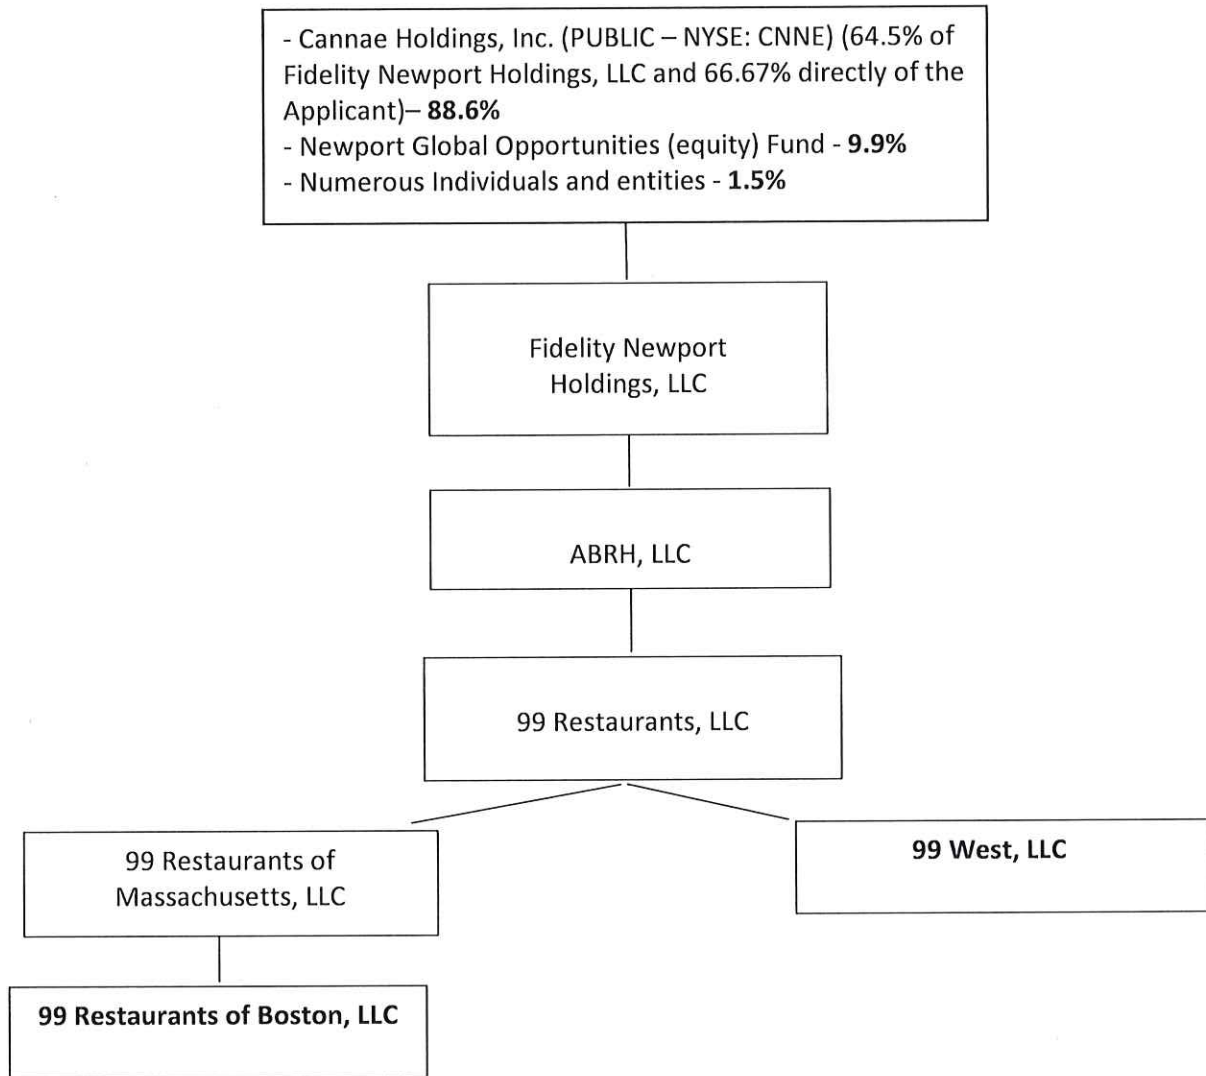 - Cannae Holdings, Inc. (PUBLIC – NYSE: CNNE) (64.5% of
Fidelity Newport Holdings, LLC and 66.67% directly of the
Applicant)– 88.6%
- Newport Global Opportunities (equity) Fund - 9.9%
- Numerous Individuals and entities - 1.5%
Fidelity Newport
Holdings, LLC
ABRH, LLC
99 Restaurants, LLC
99 Restaurants of
Massachusetts, LLC
99 West, LLC
99 Restaurants of Boston, LLC